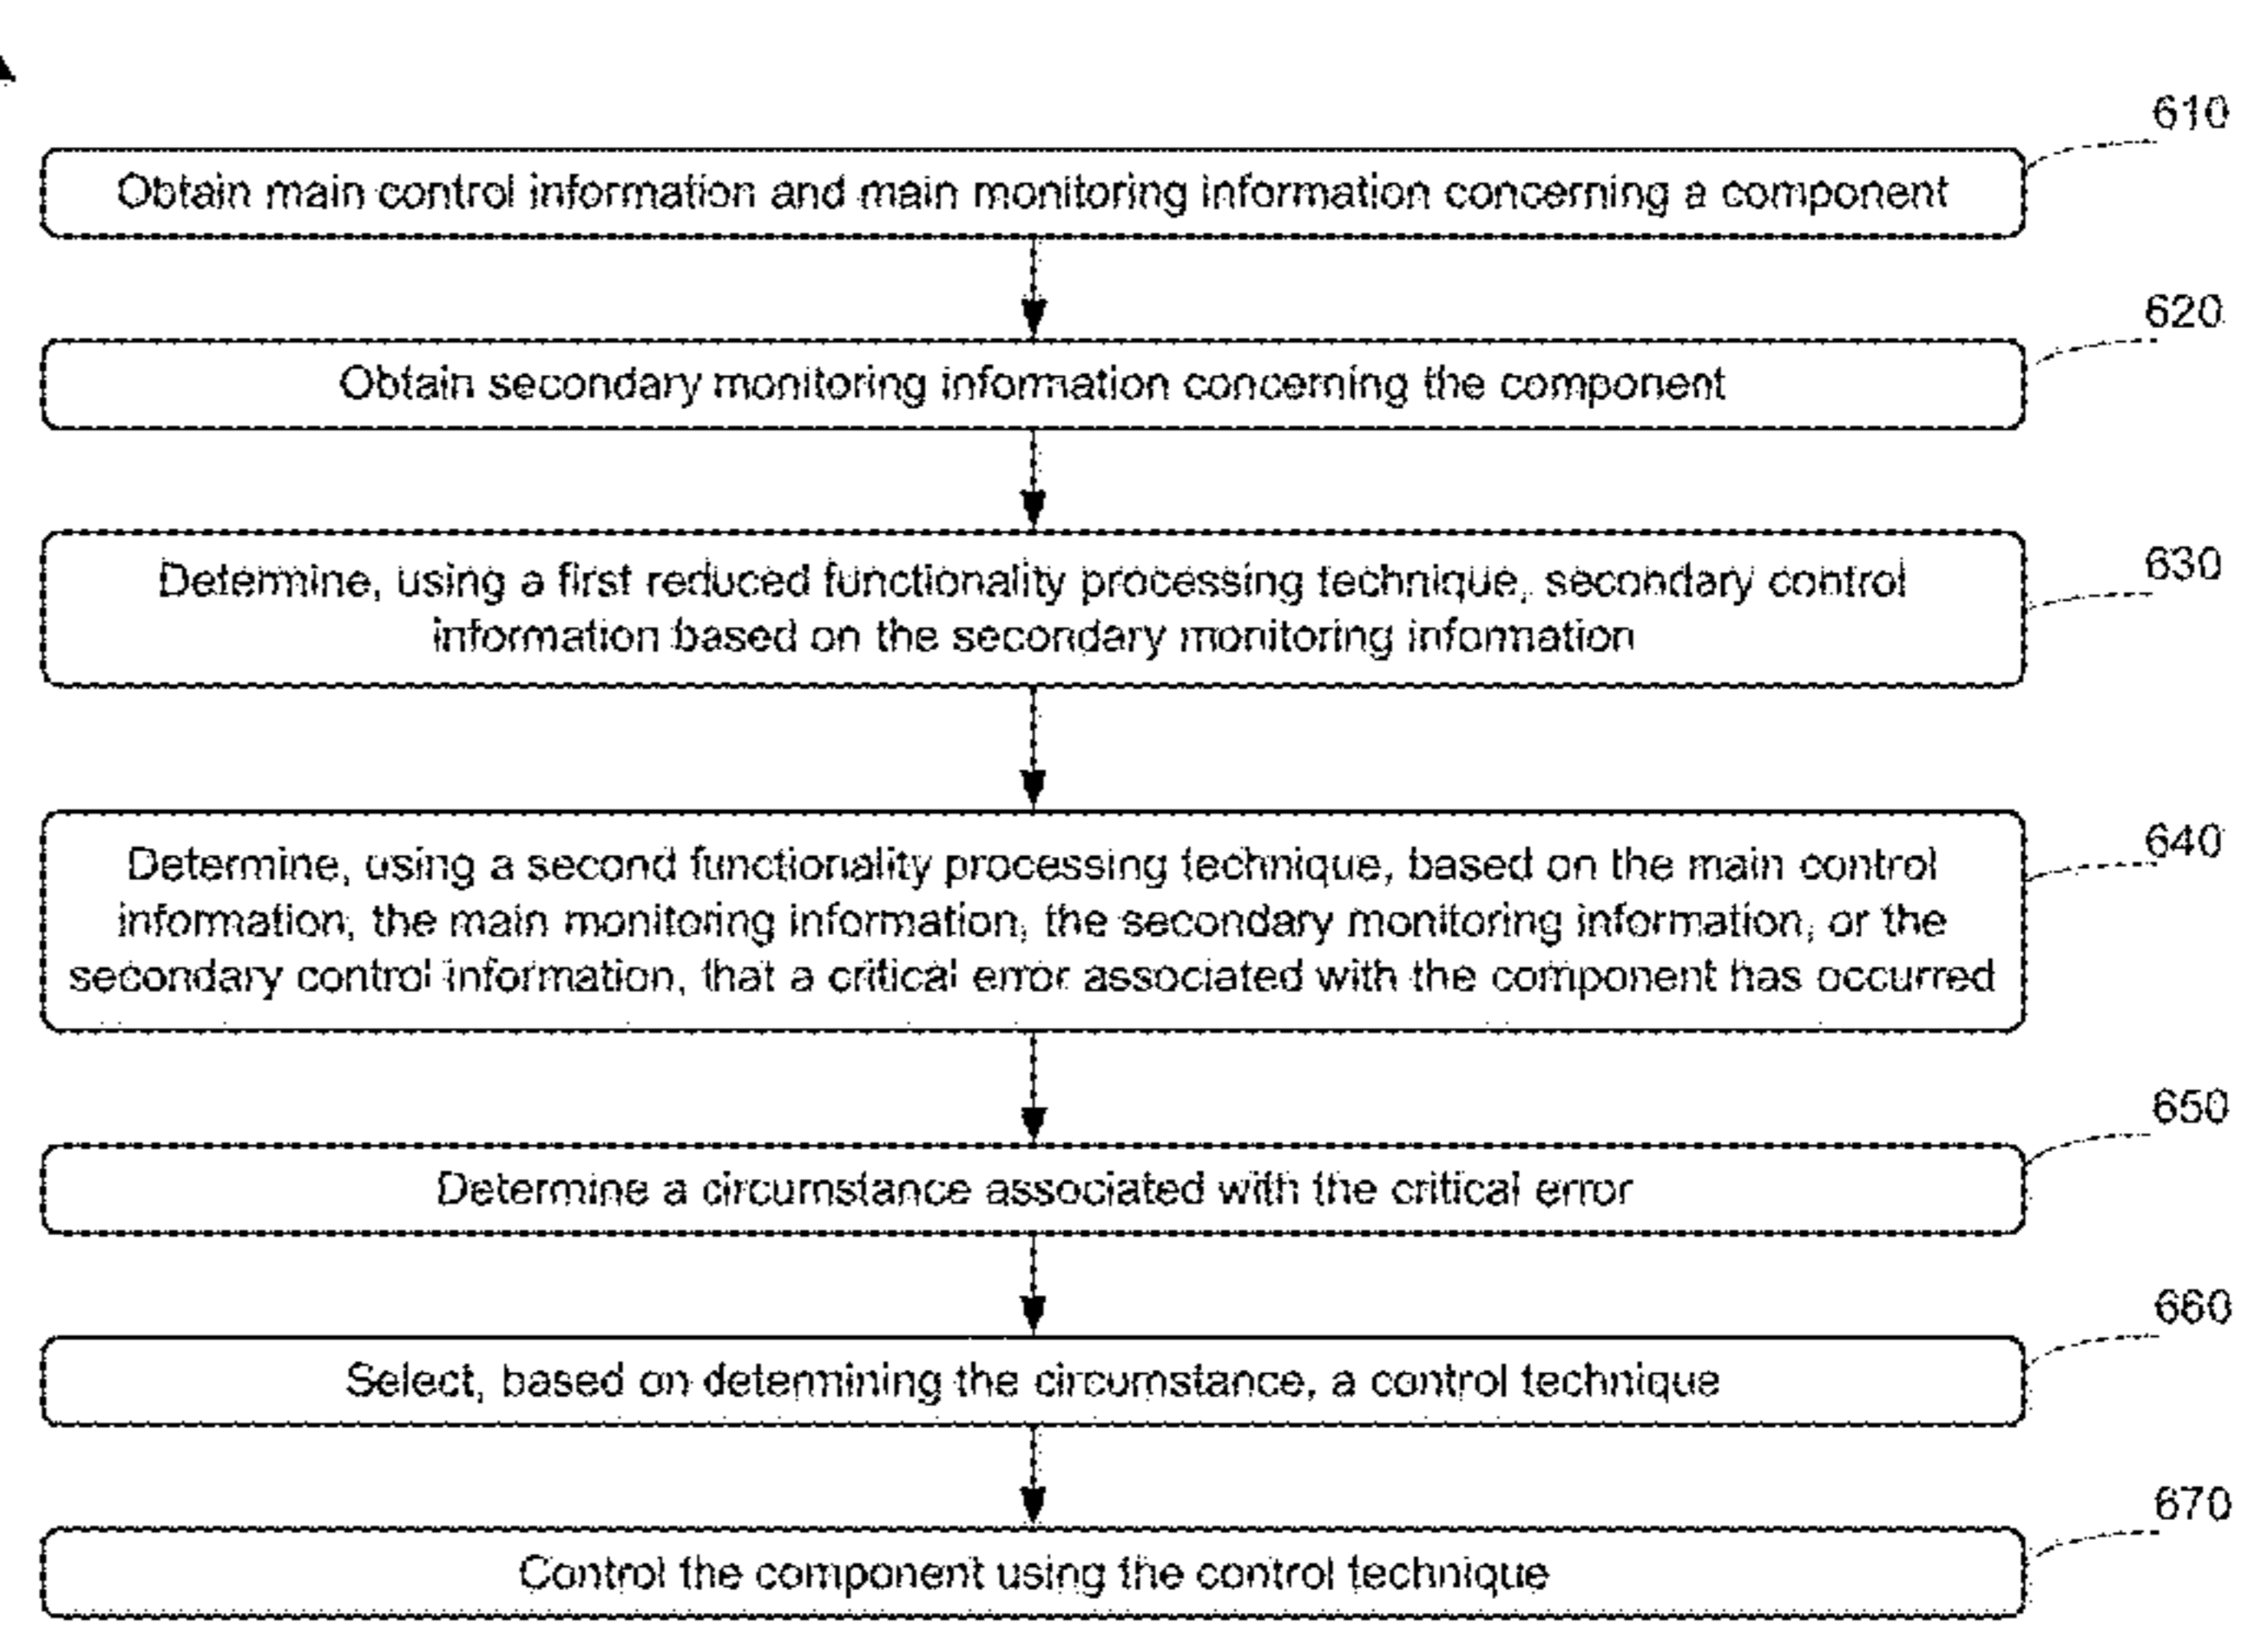 610
Obtain main control information and main monitoring information concerning a component
620
Obtain secondary monitoring information concerning the component
630
Determine, using a first reduced functionality processing technique, secondary control
information based on the secondary monitoring information
640
Determine, using a second functionality processing technique, based on the main control
information, the main monitoring information, the secondary monitoring information, or the
secondary control information, that a critical error associated with the component has occurred
650
Determine a circumstance associated with the critical error
660
Select, based on determining the circumstance, a control technique
670
Control the component using the control technique